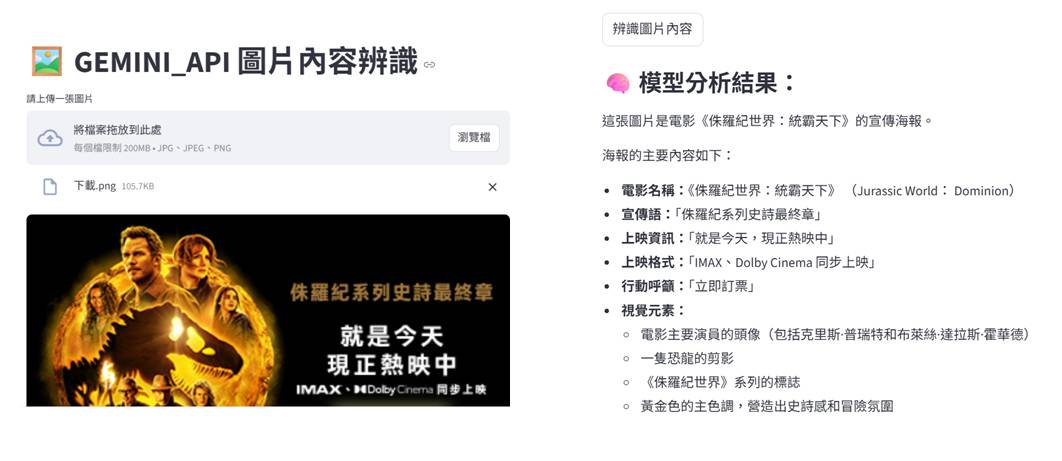 GEMINI_API 圖片內容辨識
請上傳一張圖片
將檔案拖放到此處
每個檔限制 200MB • JPG、JPEG、PNG
瀏覽檔
下載.png 105.7KB
侏羅紀系列史詩最終章
就是今天
現正熱映中
IMAX、Dolby Cinema 同步上映
辨識圖片內容
模型分析結果：
這張圖片是電影《侏羅紀世界：統霸天下》的宣傳海報。
海報的主要內容如下：
• 電影名稱：《侏羅紀世界：統霸天下》 （Jurassic World： Dominion）
• 宣傳語：「侏羅紀系列史詩最終章」
• 上映資訊：「就是今天，現正熱映中」
• 上映格式：「IMAX、Dolby Cinema 同步上映」
• 行動呼籲：「立即訂票」
• 視覺元素：
○ 電影主要演員的頭像（包括克里斯·普瑞特和布萊絲·達拉斯·霍華德）
○ 一隻恐龍的剪影
○ 《侏羅紀世界》系列的標誌
○ 黃金色的主色調，營造出史詩感和冒險氛圍